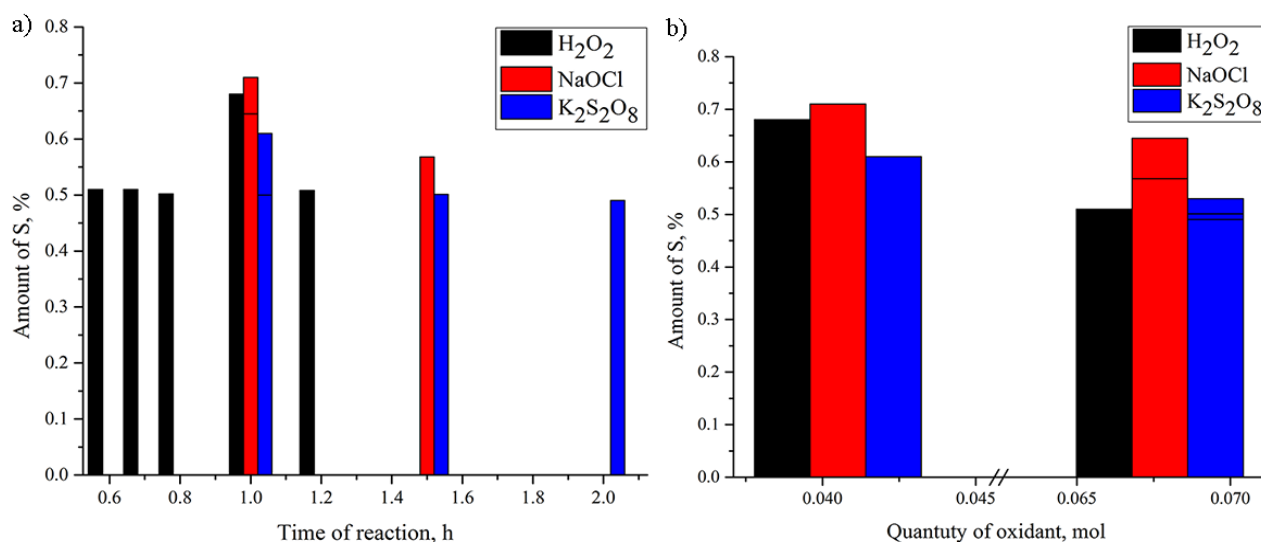 a)
H2O2
NaOCl
K2S2O8
Amount of S, %
0.8
0.7
0.6
0.5
0.4
0.3
0.2
0.1
0.0
0.6 0.8 1.0 1.2 1.4 1.6 1.8 2.0
Time of reaction, h
b)
H2O2
NaOCl
K2S2O8
Amount of S, %
0.8
0.7
0.6
0.5
0.4
0.3
0.2
0.1
0.0
0.040 0.045 0.065 0.070
Quantuty of oxidant, mol